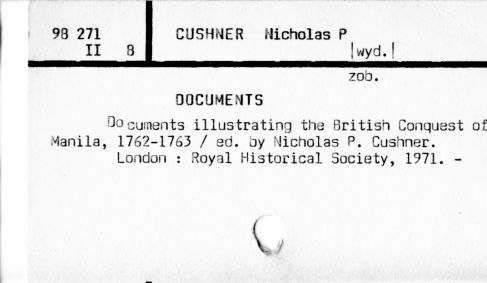 98 271 CUSHNER Nicholas P
II 8 |wyd.|
zob.
DOCUMENTS
Documents illustrating the British Conquest of
Manila, 1762-1763 / ed. by Nicholas P. Cushner.
London : Royal Historical Society, 1971. -